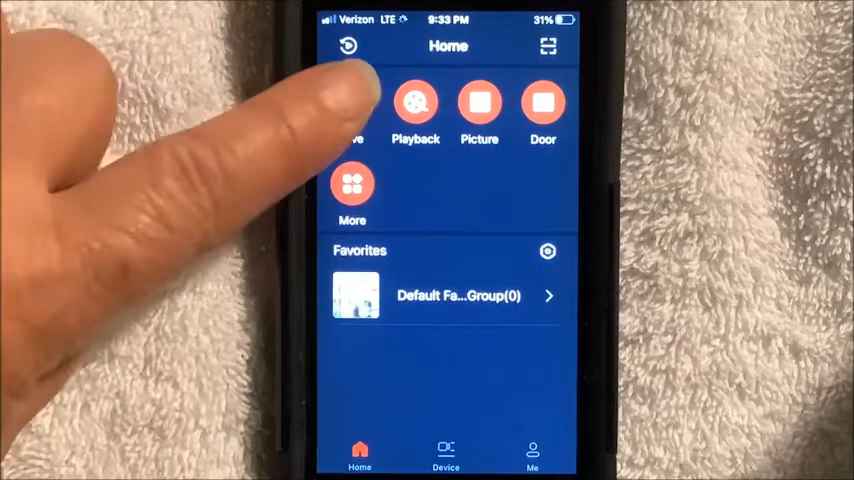 Verizon LTE 9:33 PM 31%
Home
Playback Picture Door
More
Favorites
Default Fa...Group(0)
Home Device Me